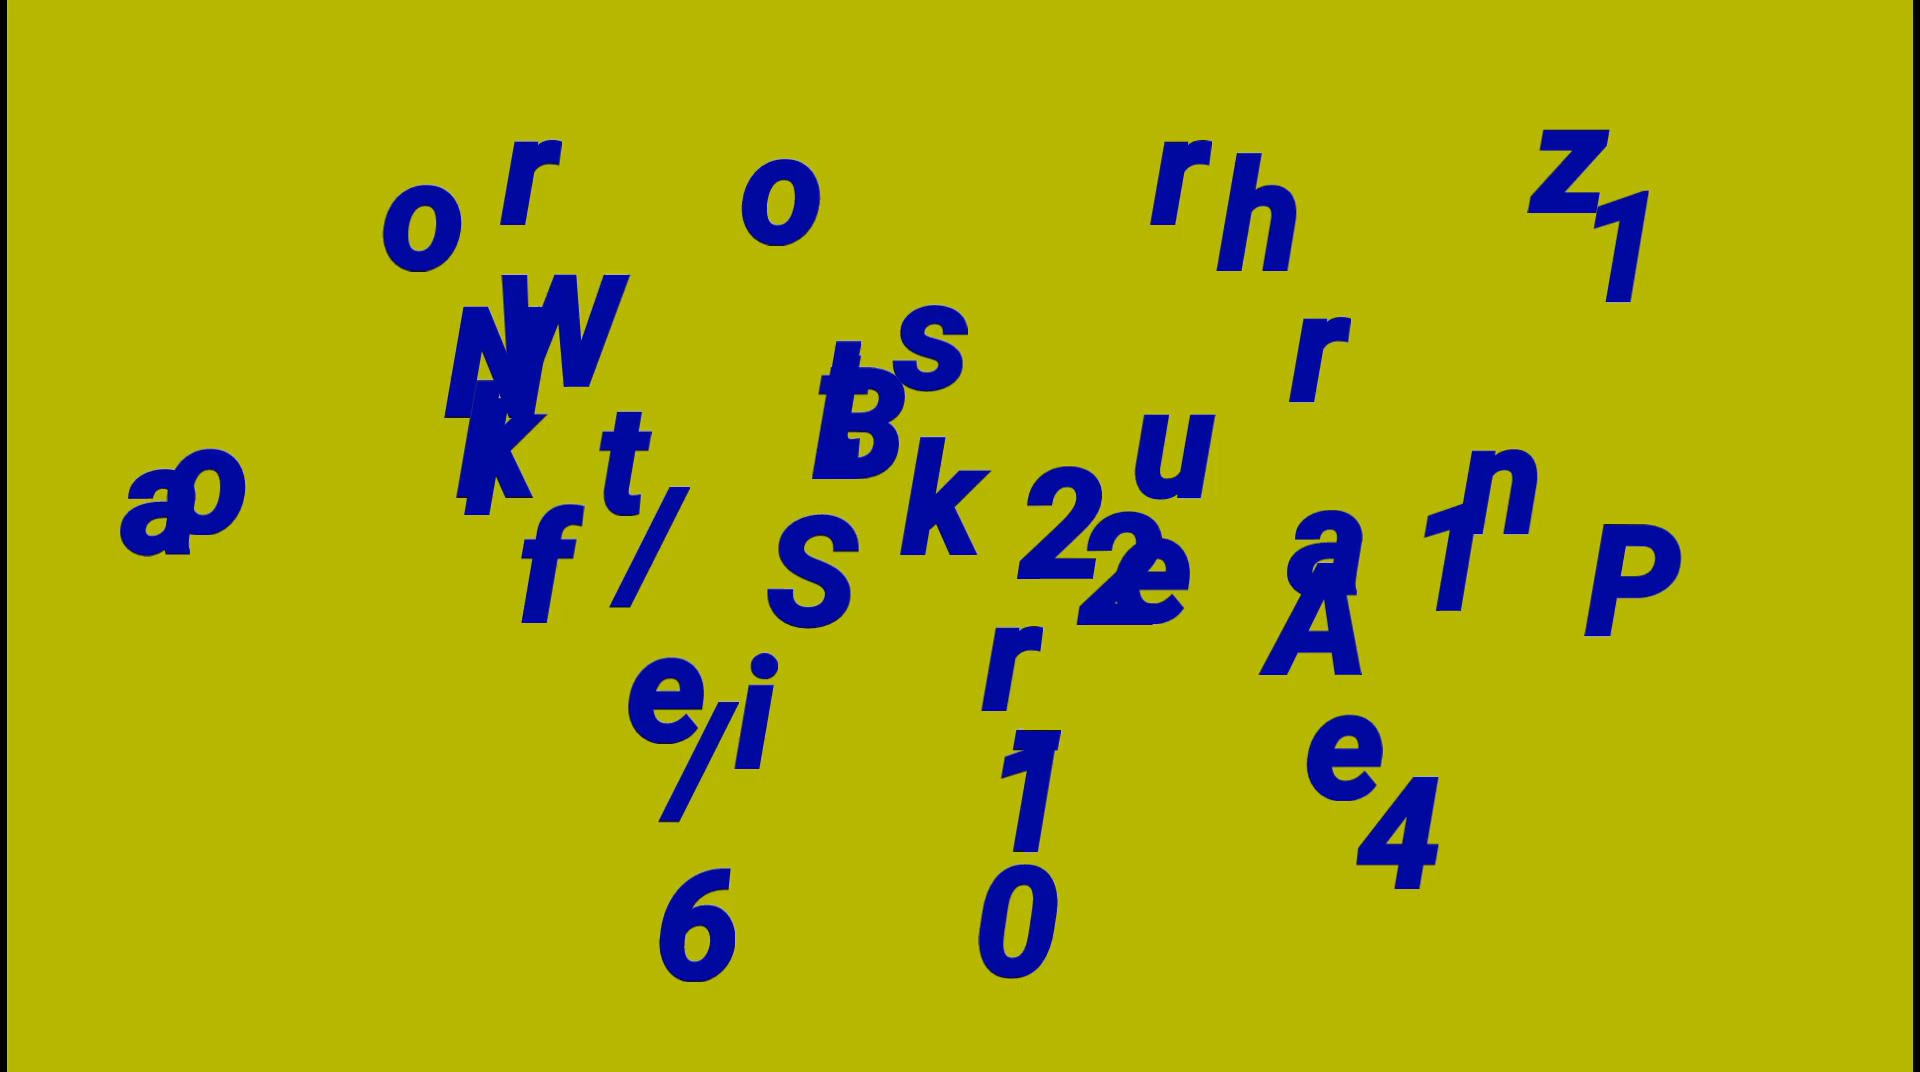 o r o r h z 1
N W s r
k t t B u
a o k 2 n
f / S 2 e a 1 P
e i r A
/ 1 e 4
6 0